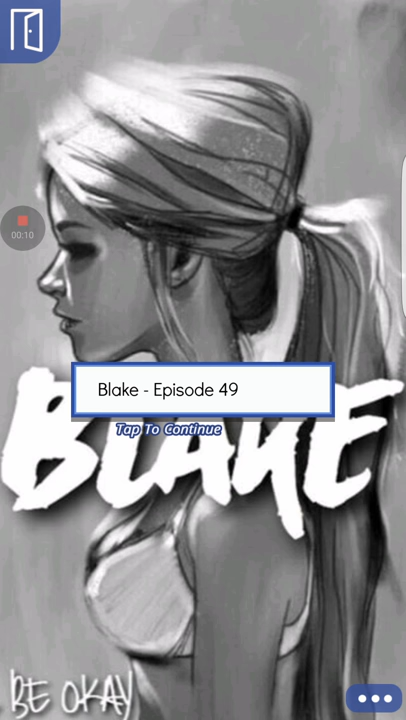 00:10
Blake - Episode 49
Tap To Continue
BLAKE
BE OKAY